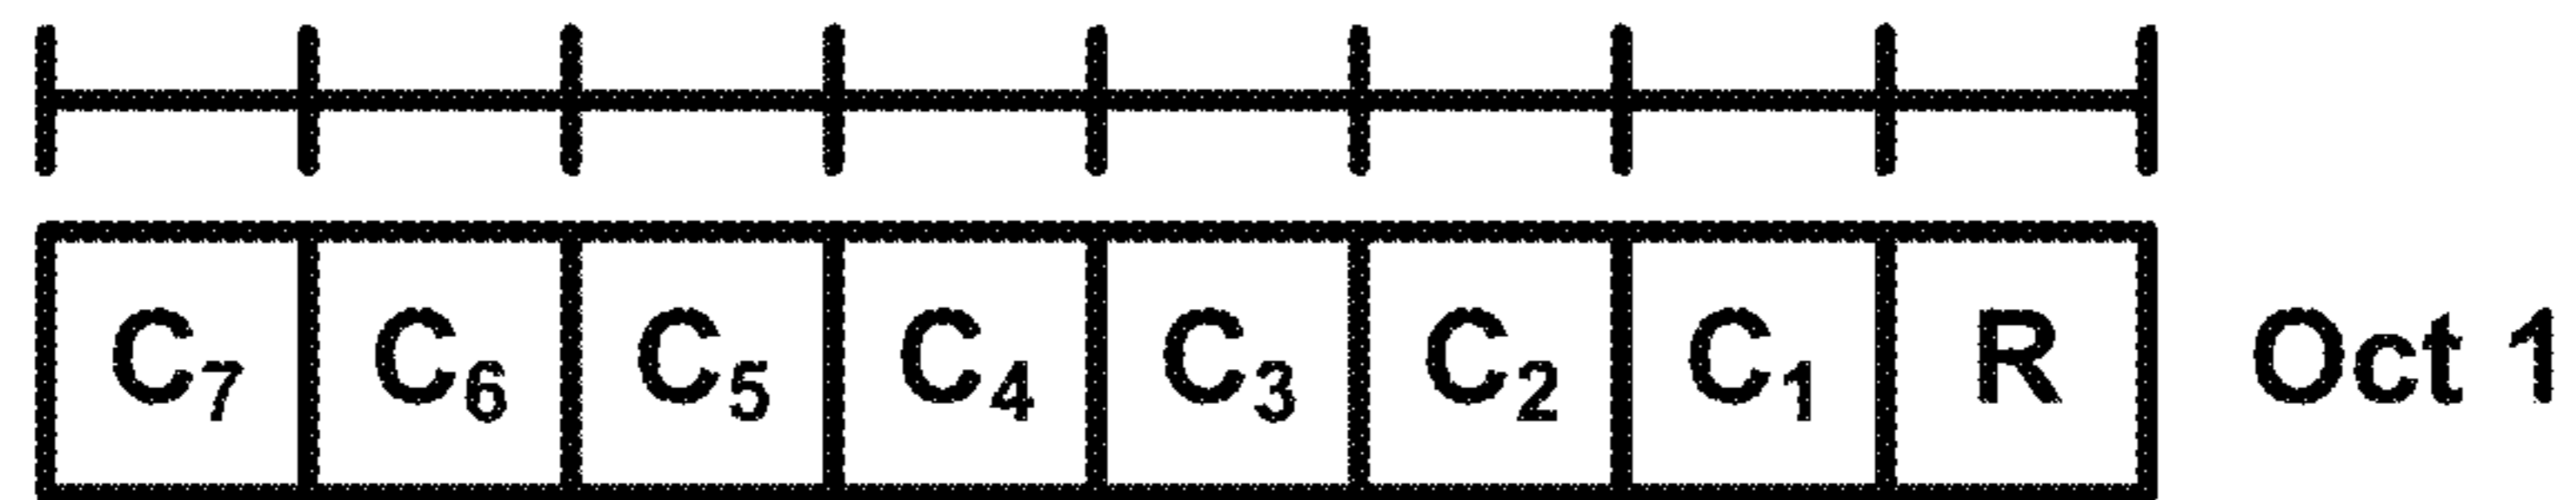 C₇ C₆ C₅ C₄ C₃ C₂ C₁ R Oct 1